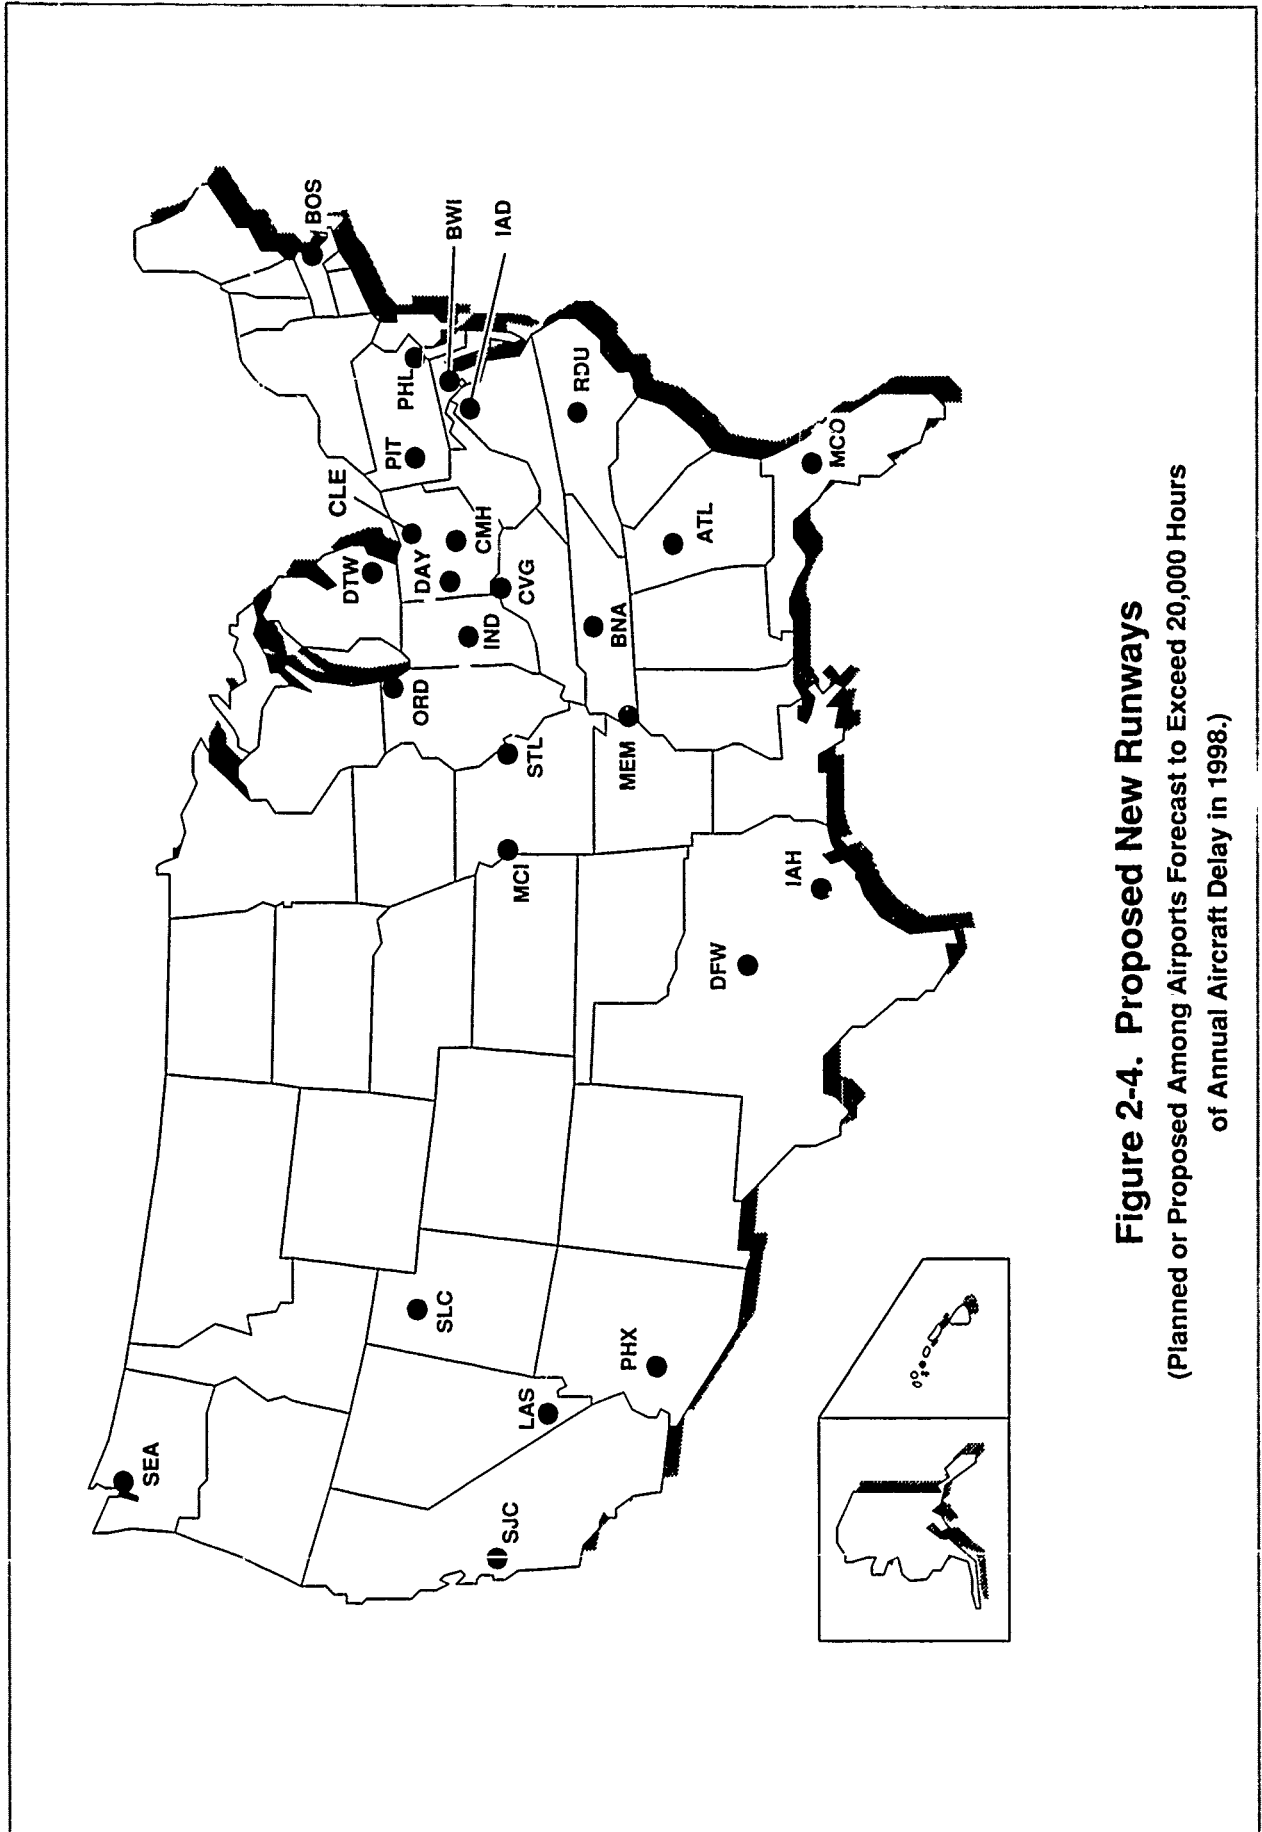 SEA
SJC
LAS
SLC
PHX
MCI
STL
ORD
DTW
CLE
DAY
CMH
IND
CVG
PIT
PHL
BOS
BWI
IAD
RDU
BNA
MEM
ATL
MCO
DFW
IAH
Figure 2-4. Proposed New Runways
(Planned or Proposed Among Airports Forecast to Exceed 20,000 Hours
of Annual Aircraft Delay in 1998.)